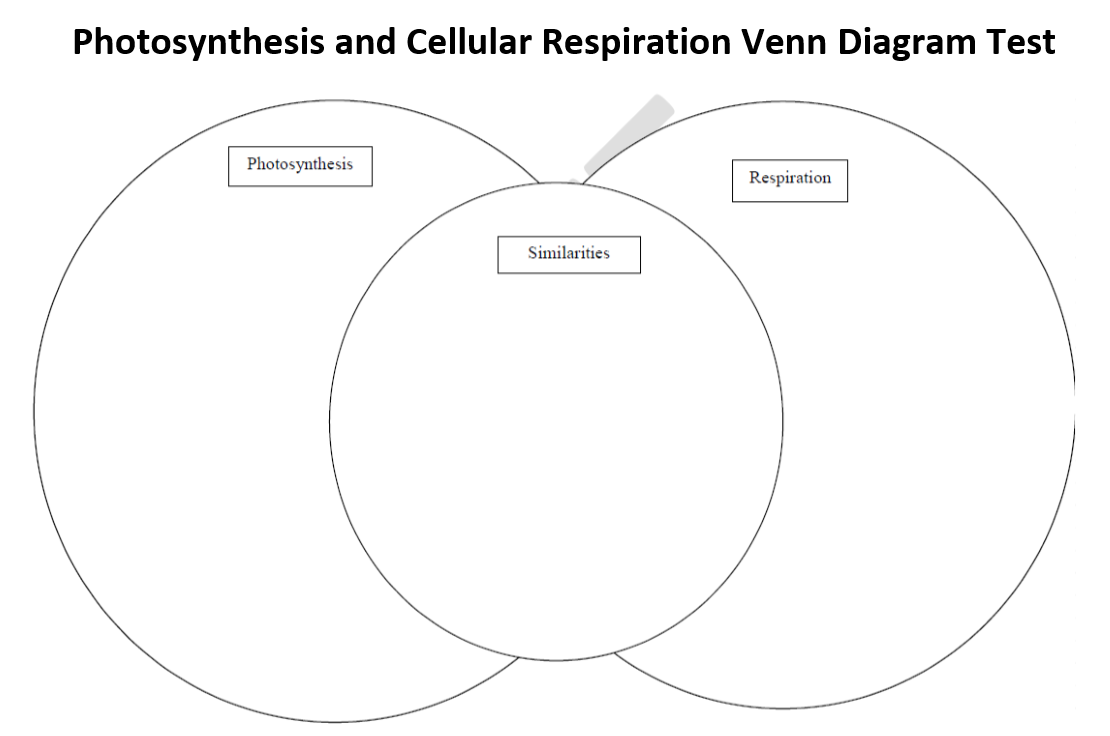 Photosynthesis and Cellular Respiration Venn Diagram Test
Photosynthesis
Respiration
Similarities